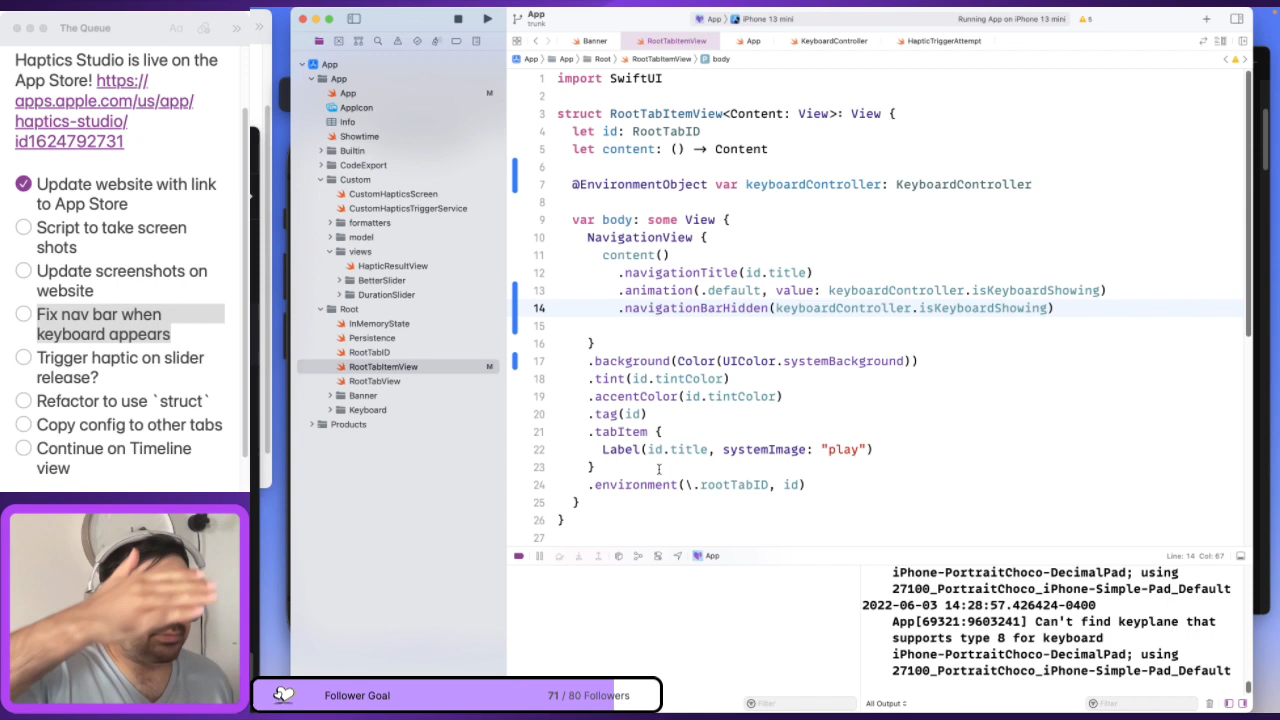 The Queue
Aa
Haptics Studio is live on the
App Store! https://
apps.apple.com/us/app/
haptics-studio/
id1624792731
Update website with link
to App Store
Script to take screen
shots
Update screenshots on
website
Fix nav bar when
keyboard appears
Trigger haptic on slider
release?
Refactor to use `struct`
Copy config to other tabs
Continue on Timeline
view
App
trunk
App
iPhone 13 mini
Running App on iPhone 13 mini
6
Banner
RootTabItemView
App
KeyboardController
HapticTriggerAttempt
App
App
Root
RootTabItemView
body
App
App
App M
AppIcon
Info
Showtime
Builtin
CodeExport
Custom
CustomHapticsScreen
CustomHapticsTriggerService
formatters
model
views
HapticResultView
BetterSlider
DurationSlider
Root
InMemoryState
Persistence
RootTabID
RootTabItemView M
RootTabView
Banner
Keyboard
Products
1 import SwiftUI
2
3 struct RootTabItemView<Content: View>: View {
4 let id: RootTabID
5 let content: () -> Content
6
7 @EnvironmentObject var keyboardController: KeyboardController
8
9 var body: some View {
10 NavigationView {
11 content()
12 .navigationTitle(id.title)
13 .animation(.default, value: keyboardController.isKeyboardShowing)
14 .navigationBarHidden(keyboardController.isKeyboardShowing)
15
16 }
17 .background(Color(UIColor.systemBackground))
18 .tint(id.tintColor)
19 .accentColor(id.tintColor)
20 .tag(id)
21 .tabItem {
22 Label(id.title, systemImage: "play")
23 }
24 .environment(\.rootTabID, id)
25 }
26 }
27
App
Line: 14 Col: 67
iPhone-PortraitChoco-DecimalPad; using
27100_PortraitChoco_iPhone-Simple-Pad_Default
2022-06-03 14:28:57.426424-0400
App[69321:9603241] Can't find keyplane that
supports type 8 for keyboard
iPhone-PortraitChoco-DecimalPad; using
27100_PortraitChoco_iPhone-Simple-Pad_Default
Filter
All Output
Filter
Follower Goal
71 / 80 Followers